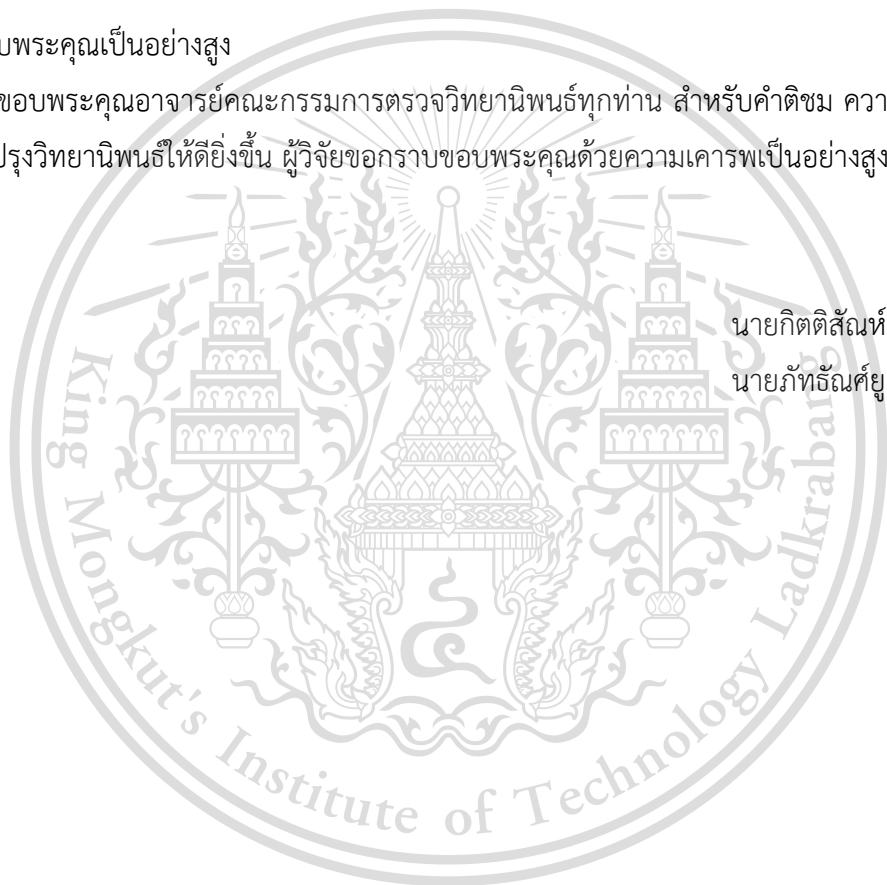 บพระคุณเป็นอย่างสูง
ขอบพระคุณอาจารย์คณะกรรมการตรวจวิทยานิพนธ์ทุกท่าน สำหรับคำติชม ควา
ปรุงวิทยานิพนธ์ให้ดียิ่งขึ้น ผู้วิจัยขอกราบขอบพระคุณด้วยความเคารพเป็นอย่างสูง
นายกิตติสัณห์
นายภัทธัณศ์ยู
King Mongkut's Institute of Technology Ladkrabang